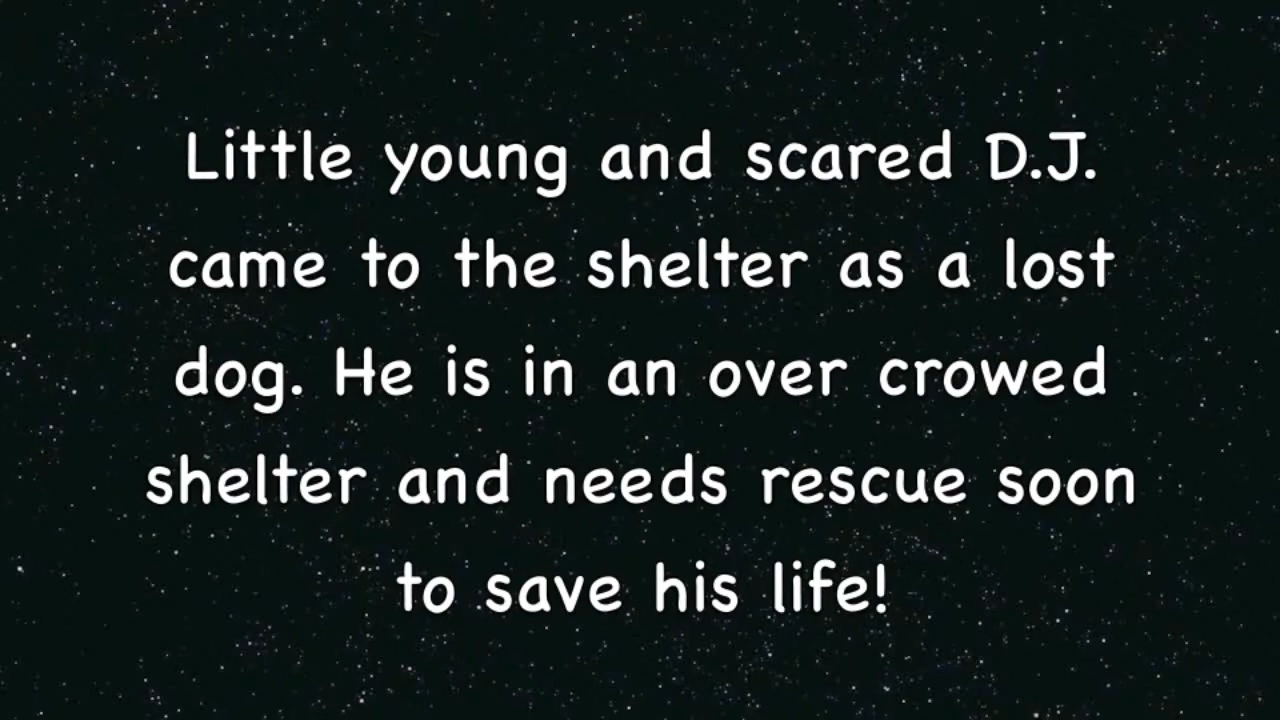 Little young and scared D.J.
came to the shelter as a lost
dog. He is in an over crowed
shelter and needs rescue soon
to save his life!